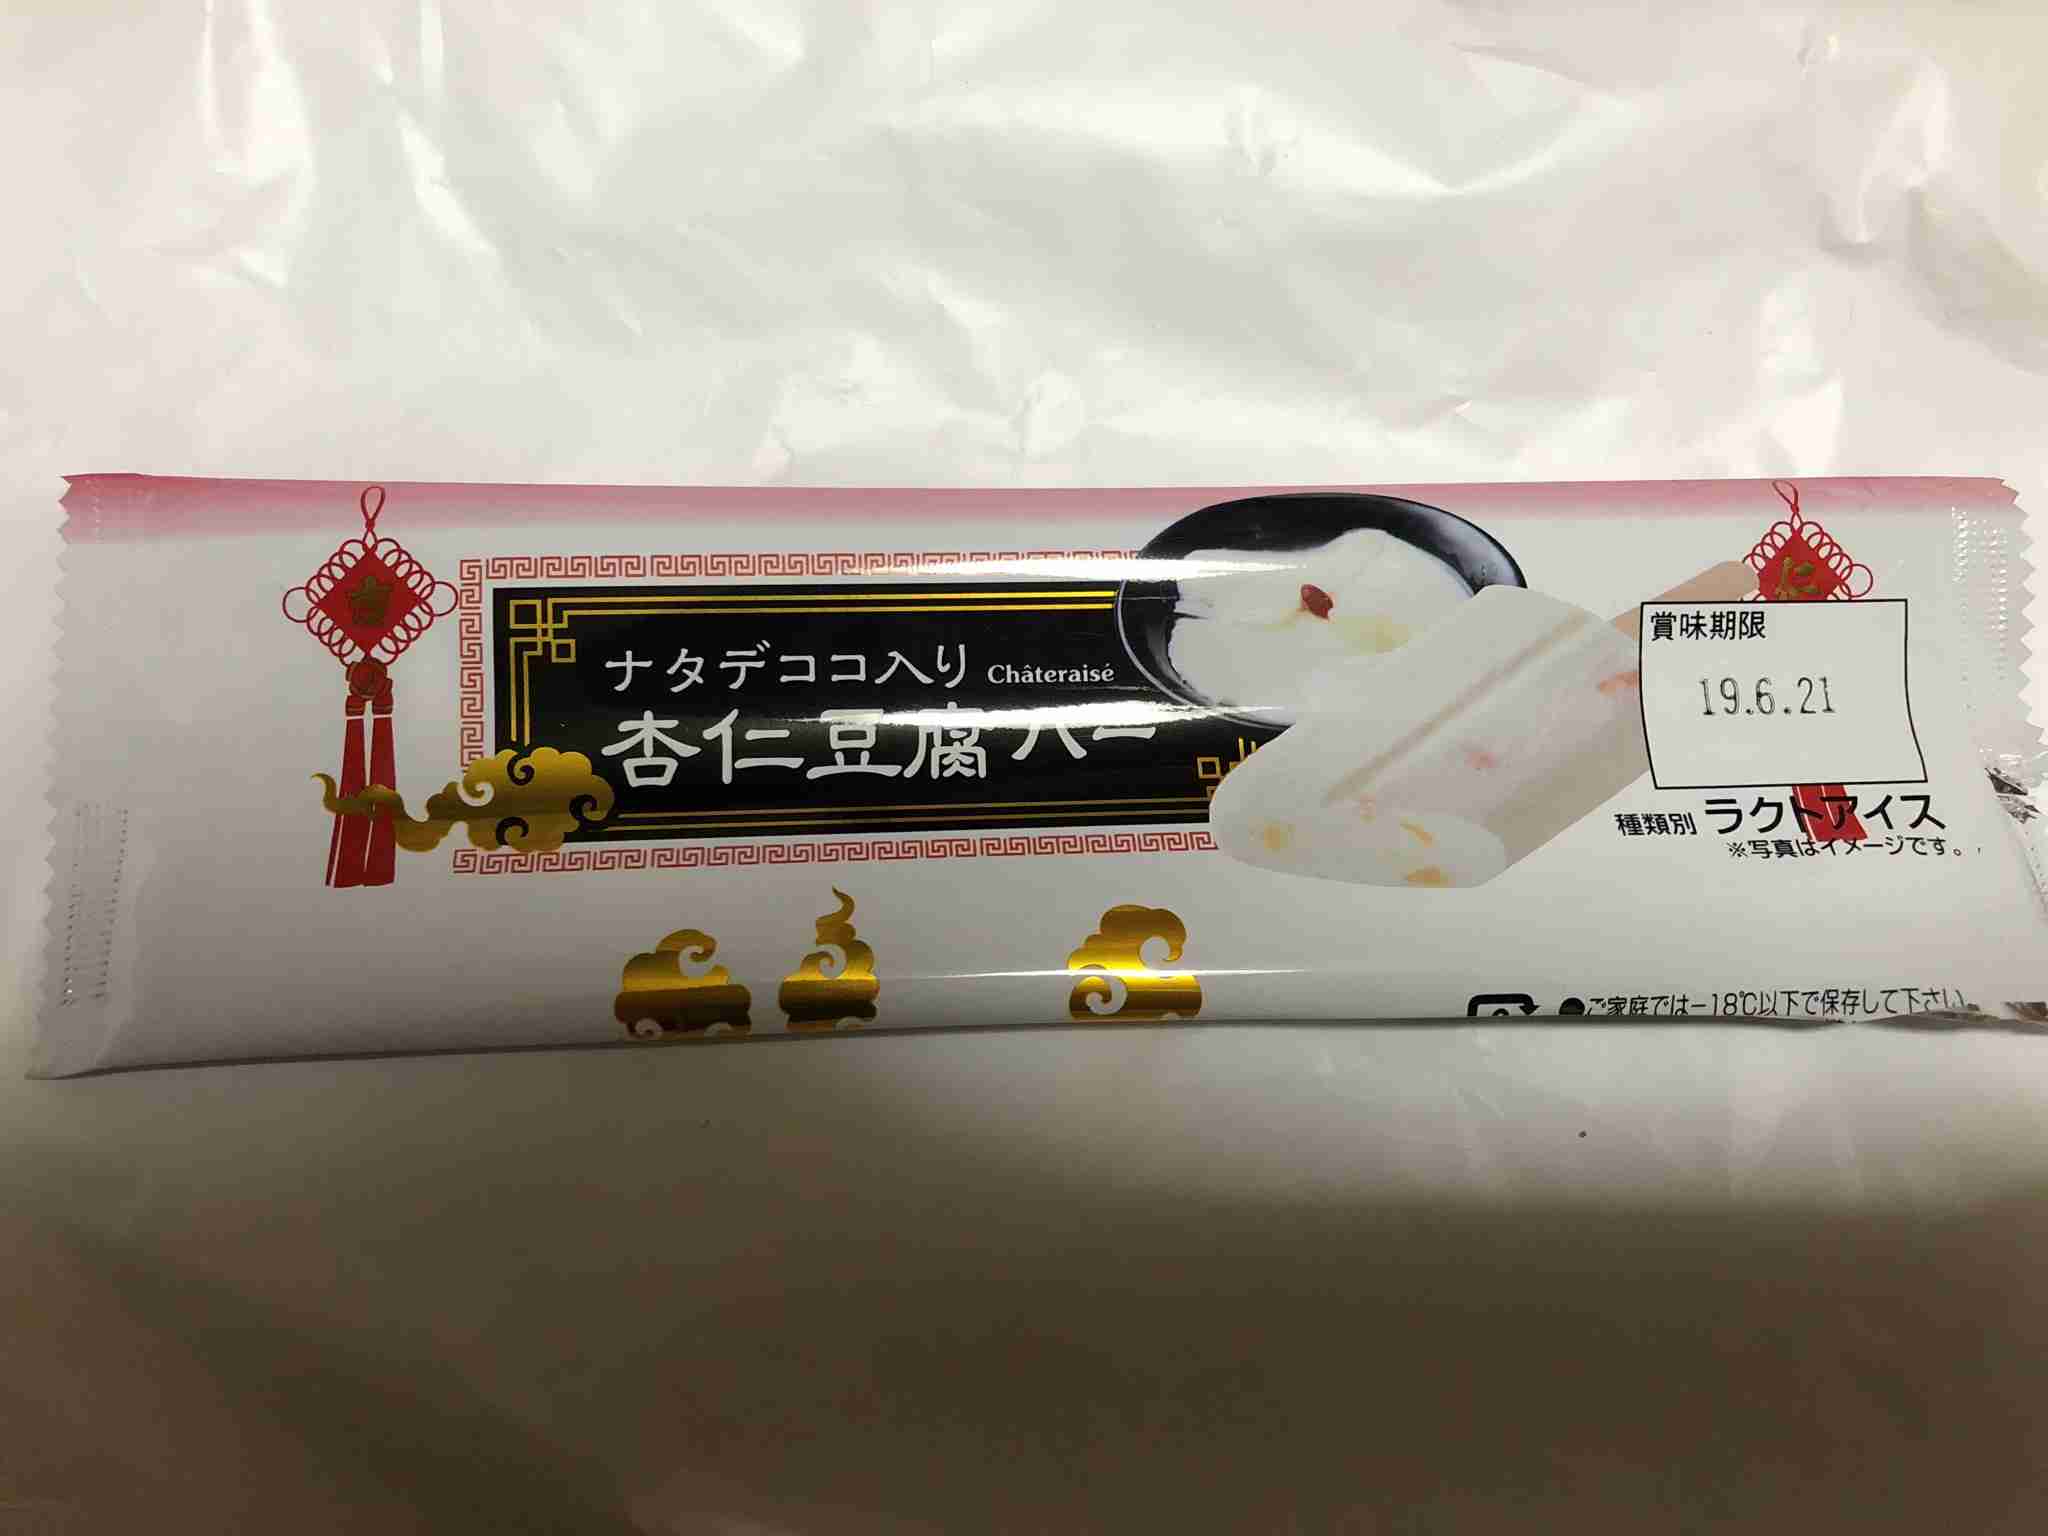 杏
仁
ナタデココ入り Châteraisé
杏仁豆腐バー
賞味期限
19.6.21
種類別 ラクトアイス
※写真はイメージです。
●ご家庭では−18℃以下で保存して下さい。